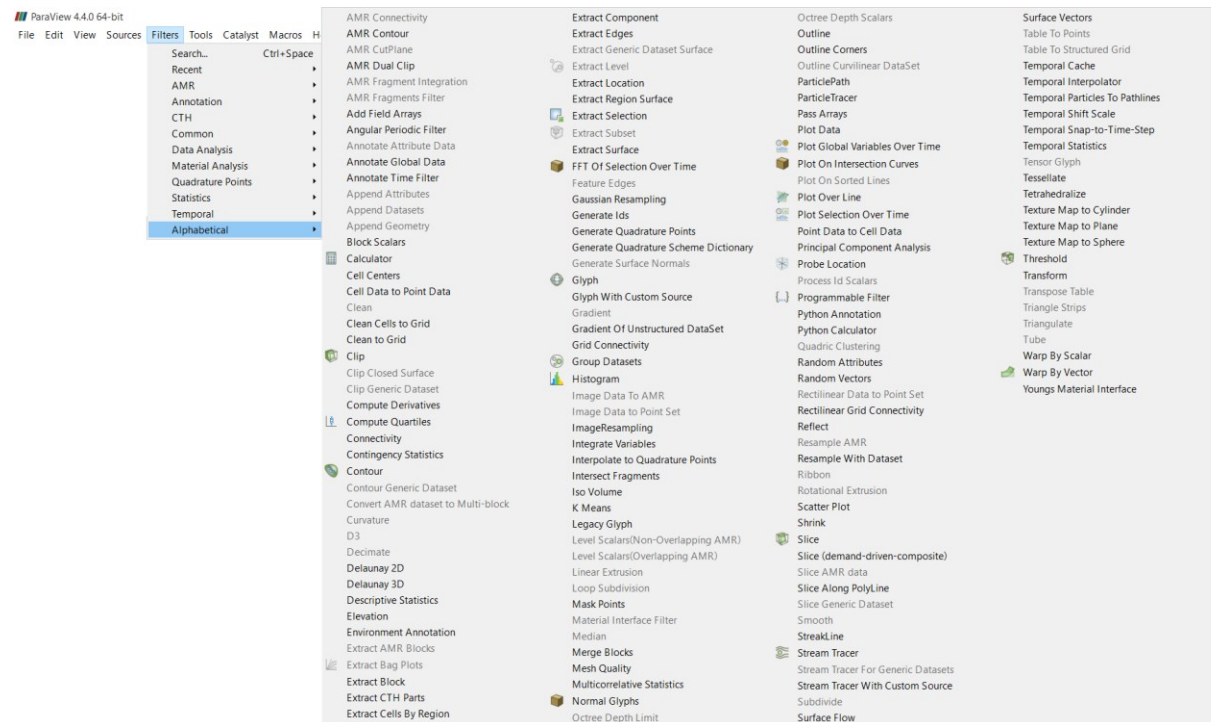 ParaView 4.4.0 64-bit
File Edit View Sources Filters Tools Catalyst Macros H
Search... Ctrl+Space
Recent
AMR
Annotation
CTH
Common
Data Analysis
Material Analysis
Quadrature Points
Statistics
Temporal
Alphabetical
AMR Connectivity
AMR Contour
AMR CutPlane
AMR Dual Clip
AMR Fragment Integration
AMR Fragments Filter
Add Field Arrays
Angular Periodic Filter
Annotate Attribute Data
Annotate Global Data
Annotate Time Filter
Append Attributes
Append Datasets
Append Geometry
Block Scalars
Calculator
Cell Centers
Cell Data to Point Data
Clean
Clean Cells to Grid
Clean to Grid
Clip
Clip Closed Surface
Clip Generic Dataset
Compute Derivatives
Compute Quartiles
Connectivity
Contingency Statistics
Contour
Contour Generic Dataset
Convert AMR dataset to Multi-block
Curvature
D3
Decimate
Delaunay 2D
Delaunay 3D
Descriptive Statistics
Elevation
Environment Annotation
Extract AMR Blocks
Extract Bag Plots
Extract Block
Extract CTH Parts
Extract Cells By Region
Extract Component
Extract Edges
Extract Generic Dataset Surface
Extract Level
Extract Location
Extract Region Surface
Extract Selection
Extract Subset
Extract Surface
FFT Of Selection Over Time
Feature Edges
Gaussian Resampling
Generate Ids
Generate Quadrature Points
Generate Quadrature Scheme Dictionary
Generate Surface Normals
Glyph
Glyph With Custom Source
Gradient
Gradient Of Unstructured DataSet
Grid Connectivity
Group Datasets
Histogram
Image Data To AMR
Image Data to Point Set
ImageResampling
Integrate Variables
Interpolate to Quadrature Points
Intersect Fragments
Iso Volume
K Means
Legacy Glyph
Level Scalars(Non-Overlapping AMR)
Level Scalars(Overlapping AMR)
Linear Extrusion
Loop Subdivision
Mask Points
Material Interface Filter
Median
Merge Blocks
Mesh Quality
Multicorrelative Statistics
Normal Glyphs
Octree Depth Limit
Octree Depth Scalars
Outline
Outline Corners
Outline Curvilinear DataSet
ParticlePath
ParticleTracer
Pass Arrays
Plot Data
Plot Global Variables Over Time
Plot On Intersection Curves
Plot On Sorted Lines
Plot Over Line
Plot Selection Over Time
Point Data to Cell Data
Principal Component Analysis
Probe Location
Process Id Scalars
Programmable Filter
Python Annotation
Python Calculator
Quadric Clustering
Random Attributes
Random Vectors
Rectilinear Data to Point Set
Rectilinear Grid Connectivity
Reflect
Resample AMR
Resample With Dataset
Ribbon
Rotational Extrusion
Scatter Plot
Shrink
Slice
Slice (demand-driven-composite)
Slice AMR data
Slice Along PolyLine
Slice Generic Dataset
Smooth
StreakLine
Stream Tracer
Stream Tracer For Generic Datasets
Stream Tracer With Custom Source
Subdivide
Surface Flow
Surface Vectors
Table To Points
Table To Structured Grid
Temporal Cache
Temporal Interpolator
Temporal Particles To Pathlines
Temporal Shift Scale
Temporal Snap-to-Time-Step
Temporal Statistics
Tensor Glyph
Tessellate
Tetrahedralize
Texture Map to Cylinder
Texture Map to Plane
Texture Map to Sphere
Threshold
Transform
Transpose Table
Triangle Strips
Triangulate
Tube
Warp By Scalar
Warp By Vector
Youngs Material Interface